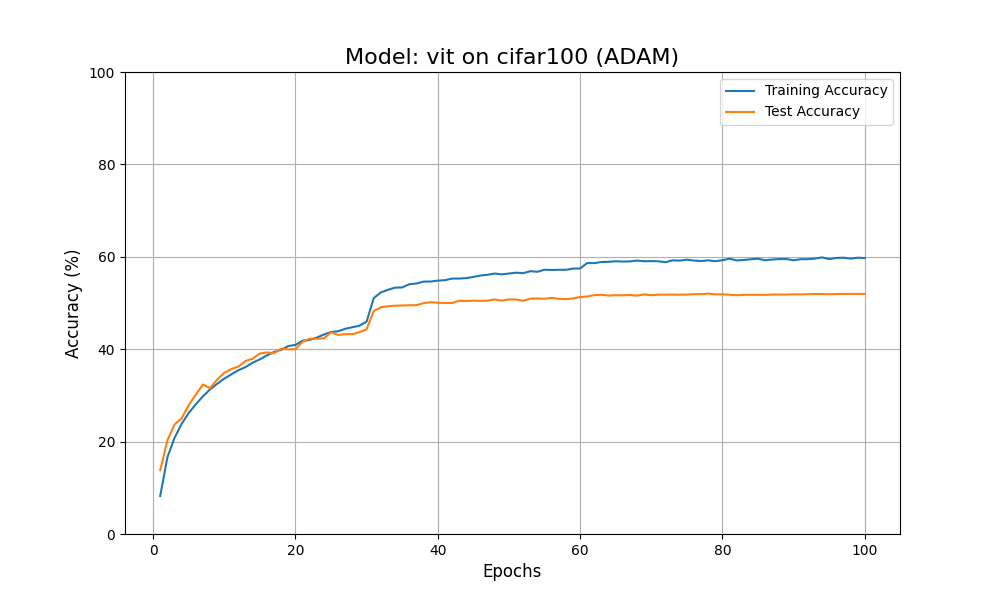 Model: vit on cifar100 (ADAM)
100
80
60
40
20
0
Accuracy (%)
Training Accuracy
Test Accuracy
0 20 40 60 80 100
Epochs